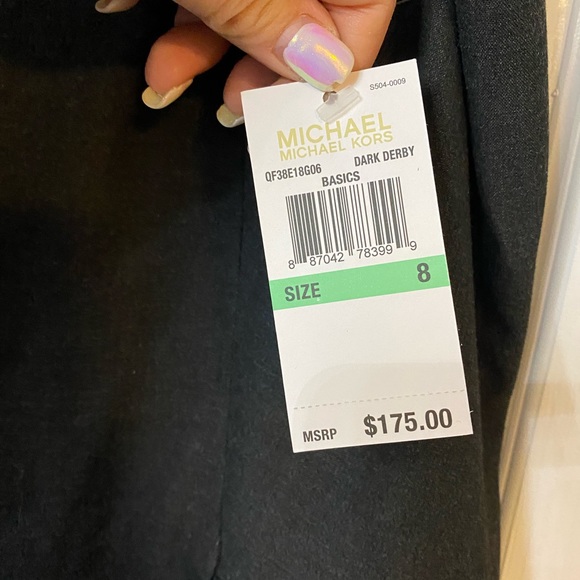 S504-0009
MICHAEL
MICHAEL KORS
QF38E18G06 DARK DERBY
BASICS
8 87042 78399 9
SIZE 8
MSRP $175.00